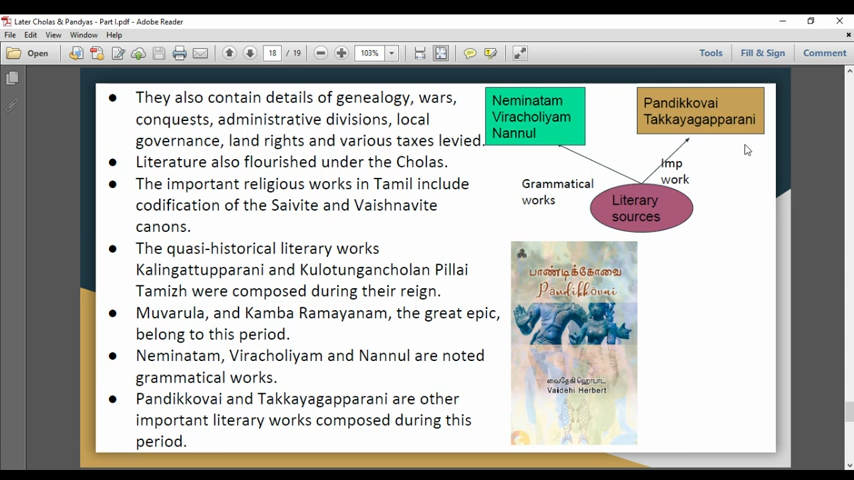 Later Cholas & Pandyas - Part I.pdf - Adobe Reader
File Edit View Window Help
Open 18 / 19 103% Tools Fill & Sign Comment
They also contain details of genealogy, wars,
conquests, administrative divisions, local
governance, land rights and various taxes levied.
Literature also flourished under the Cholas.
The important religious works in Tamil include
codification of the Saivite and Vaishnavite
canons.
The quasi-historical literary works
Kalingattupparani and Kulotungancholan Pillai
Tamizh were composed during their reign.
Muvarula, and Kamba Ramayanam, the great epic,
belong to this period.
Neminatam, Viracholiyam and Nannul are noted
grammatical works.
Pandikkovai and Takkayagapparani are other
important literary works composed during this
period.
Neminatam
Viracholiyam
Nannul
Pandikkovai
Takkayagapparani
Imp
work
Grammatical
works
Literary
sources
பாண்டிக்கோவை
Pandikkovai
வைதேகி ஹெர்பர்ட்
Vaidehi Herbert